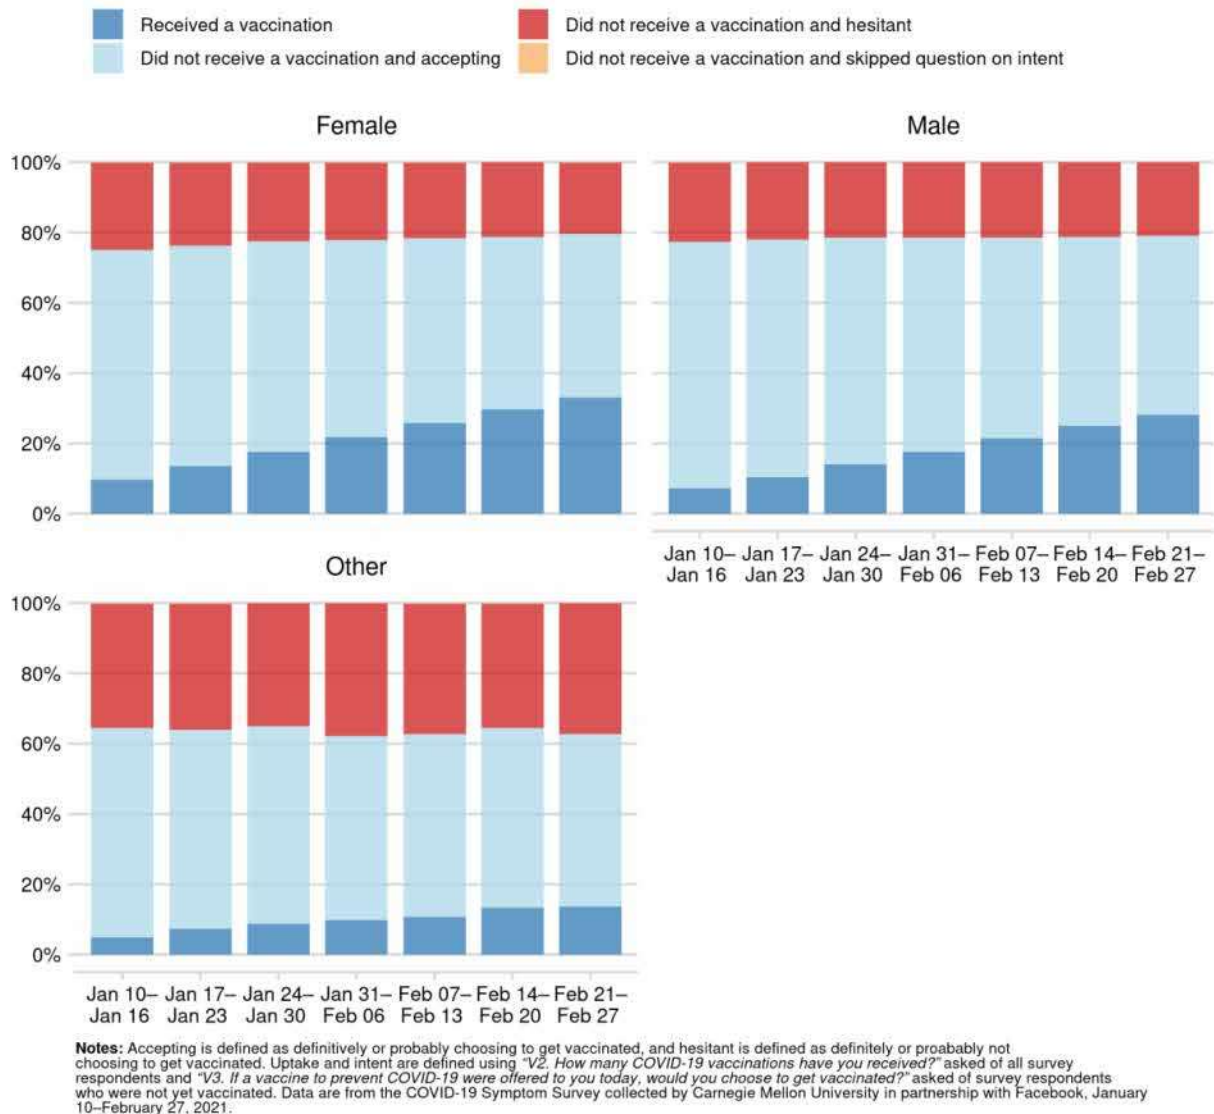 Received a vaccination
Did not receive a vaccination and hesitant
Did not receive a vaccination and accepting
Did not receive a vaccination and skipped question on intent
Female
Male
100%
80%
60%
40%
20%
0%
Jan 10– Jan 17– Jan 24– Jan 31– Feb 07– Feb 14– Feb 21–
Jan 16 Jan 23 Jan 30 Feb 06 Feb 13 Feb 20 Feb 27
Other
100%
80%
60%
40%
20%
0%
Jan 10– Jan 17– Jan 24– Jan 31– Feb 07– Feb 14– Feb 21–
Jan 16 Jan 23 Jan 30 Feb 06 Feb 13 Feb 20 Feb 27
Notes: Accepting is defined as definitively or probably choosing to get vaccinated, and hesitant is defined as definitely or proabably not
choosing to get vaccinated. Uptake and intent are defined using "V2. How many COVID-19 vaccinations have you received?" asked of all survey
respondents and "V3. If a vaccine to prevent COVID-19 were offered to you today, would you choose to get vaccinated?" asked of survey respondents
who were not yet vaccinated. Data are from the COVID-19 Symptom Survey collected by Carnegie Mellon University in partnership with Facebook, January
10–February 27, 2021.